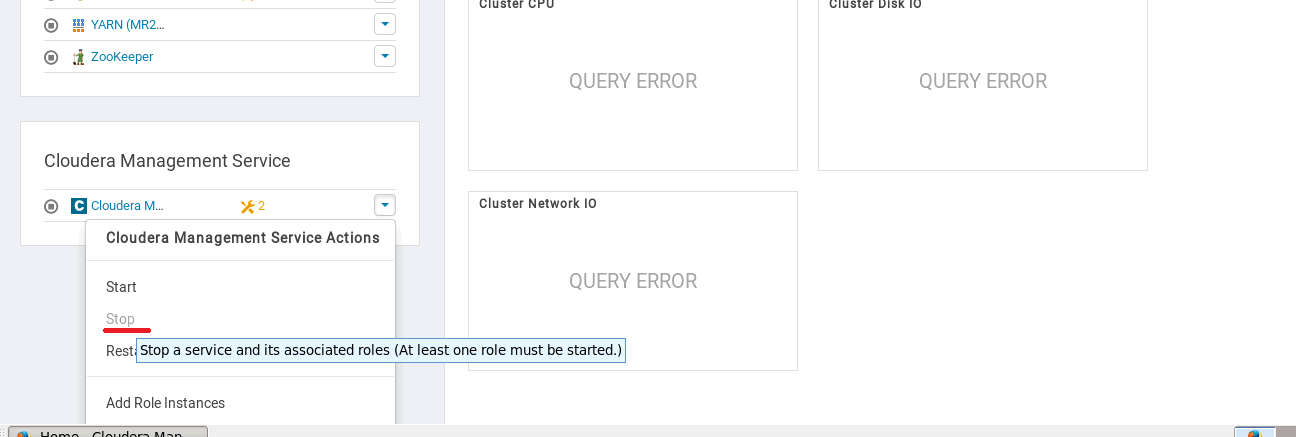 YARN (MR2...
ZooKeeper
Cloudera Management Service
C Cloudera M... 2
Cloudera Management Service Actions
Start
Stop
Resta
Stop a service and its associated roles (At least one role must be started.)
Add Role Instances
Cluster CPU
QUERY ERROR
Cluster Disk IO
QUERY ERROR
Cluster Network IO
QUERY ERROR
Home - Cloudera Man